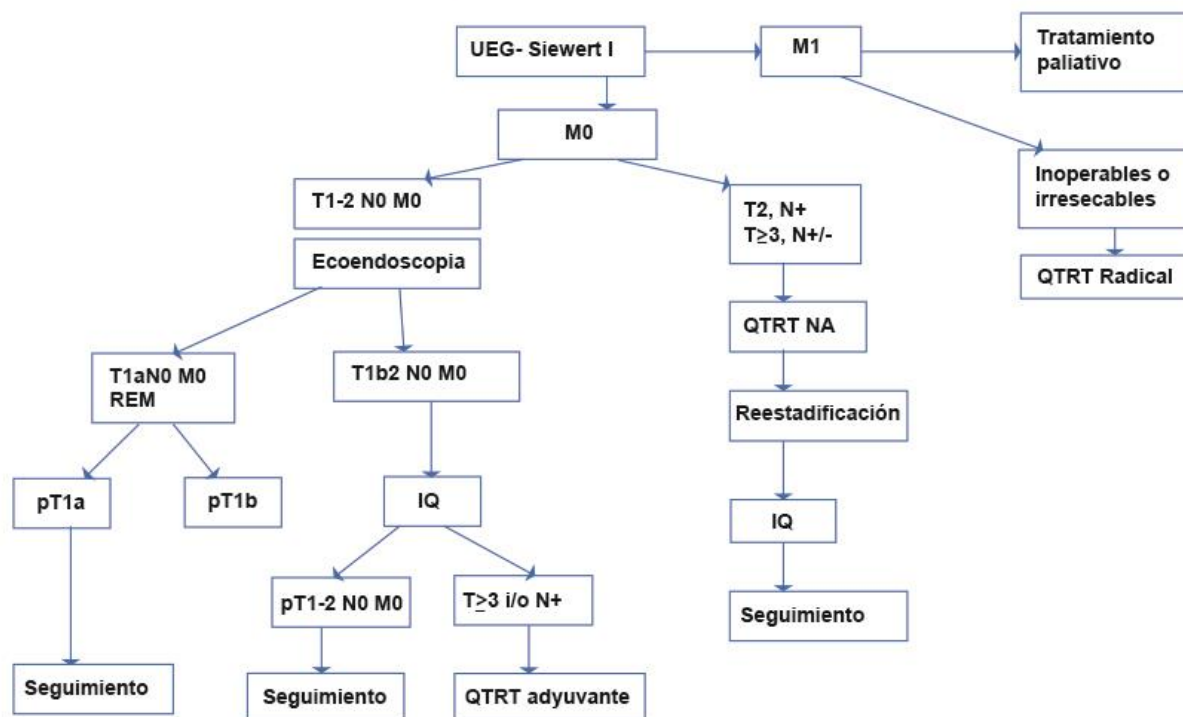 UEG- Siewert I
M1
Tratamiento
paliativo
M0
Inoperables o
irresecables
T1-2 N0 M0
T2, N+
T≥3, N+/-
Ecoendoscopia
QTRT Radical
QTRT NA
T1aN0 M0
REM
T1b2 N0 M0
Reestadificación
pT1a
pT1b
IQ
IQ
pT1-2 N0 M0
T≥3 i/o N+
Seguimiento
Seguimiento
Seguimiento
QTRT adyuvante